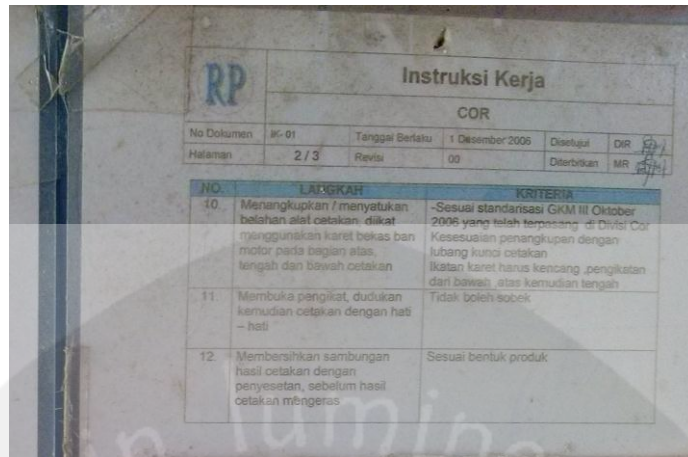 RP
Instruksi Kerja
COR
No Dokumen IK-01 Tanggal Berlaku 1 Desember 2006 Disetujui DIR
Halaman 2 / 3 Revisi 00 Diterbitkan MR
NO. LANGKAH KRITERIA
10. Menangkupkan / menyatukan -Sesuai standarisasi GKM III Oktober
belahan alat cetakan, diikat 2006 yang telah terpasang di Divisi Cor
menggunakan karet bekas ban Kesesuaian penangkupan dengan
motor pada bagian atas, lubang kunci cetakan
tengah dan bawah cetakan Ikatan karet harus kencang ,pengikatan
dari bawah ,atas kemudian tengah
11. Membuka pengikat, dudukan Tidak boleh sobek
kemudian cetakan dengan hati
– hati
12. Membersihkan sambungan Sesuai bentuk produk
hasil cetakan dengan
penyesetan, sebelum hasil
cetakan mengeras
in lumine